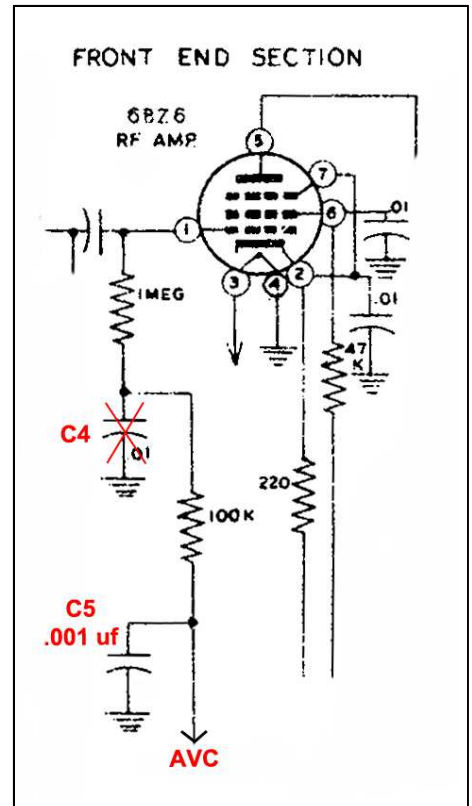 FRONT END SECTION
6BZ6
RF AMP.
5
7
1
6
.01
3
4
2
1MEG
.01
47
K
C4
.01
220
100K
C5
.001 uf
AVC